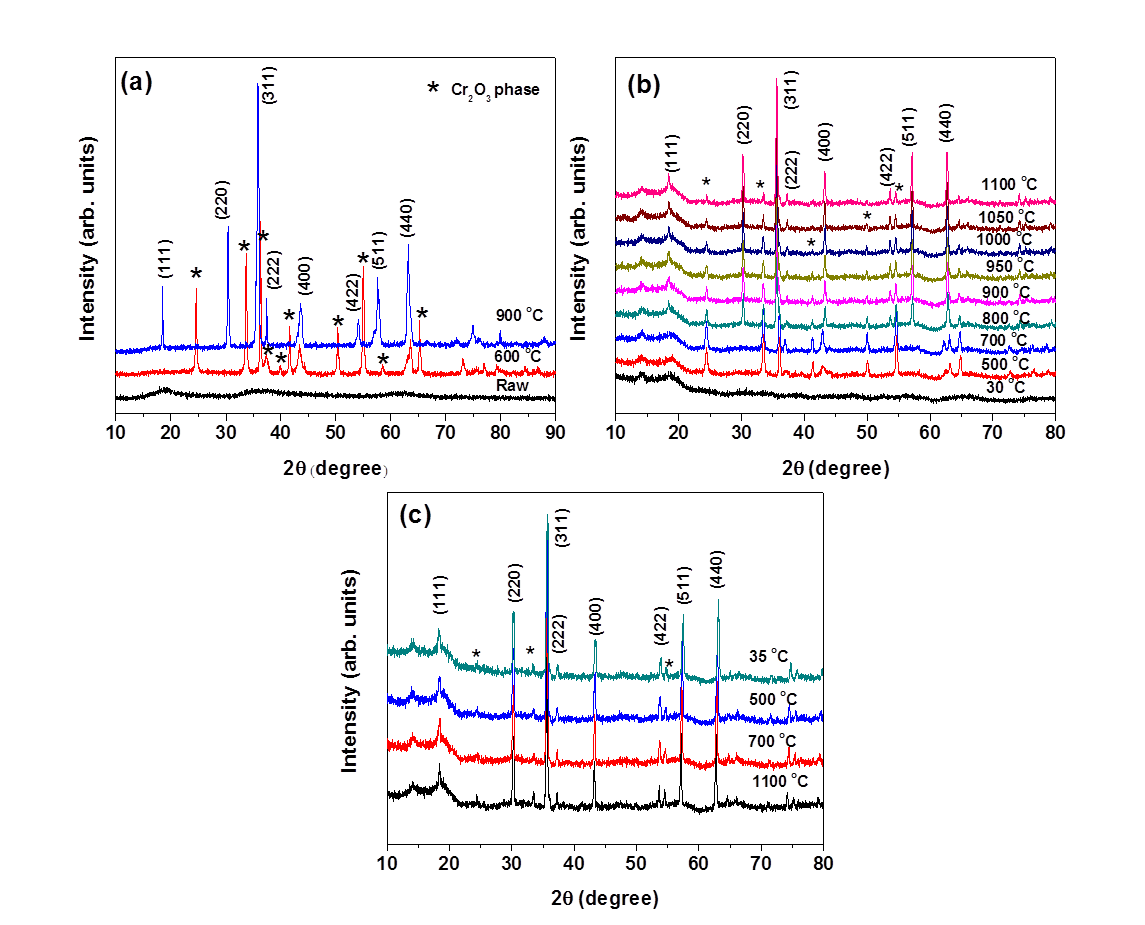 (a)
* Cr2O3 phase
(111)
*
(220)
*
(311)
*
(222)
*
*
*
(400)
*
(422)
*
(511)
*
(440)
*
900 °C
600 °C
Raw
Intensity (arb. units)
10 20 30 40 50 60 70 80 90
2θ (degree)
(b)
(111)
*
(220)
*
(311)
(222)
*
(400)
*
(422)
*
(511)
(440)
1100 °C
1050 °C
1000 °C
950 °C
900 °C
800 °C
700 °C
500 °C
30 °C
Intensity (arb. units)
10 20 30 40 50 60 70 80
2θ (degree)
(c)
(111)
*
(220)
*
(311)
(222)
(400)
(422)
*
(511)
(440)
35 °C
500 °C
700 °C
1100 °C
Intensity (arb. units)
10 20 30 40 50 60 70 80
2θ (degree)